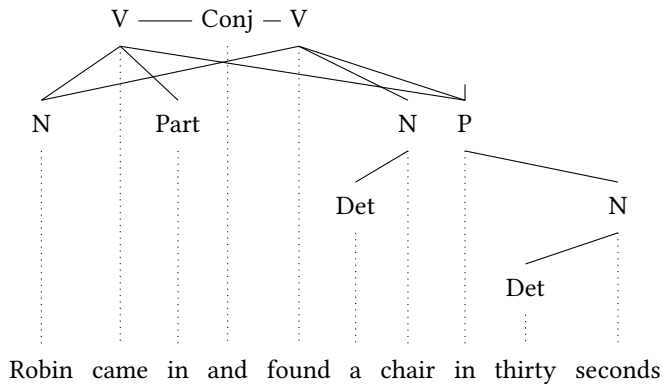 V Conj V
N Part N P
Det N
Det
Robin came in and found a chair in thirty seconds